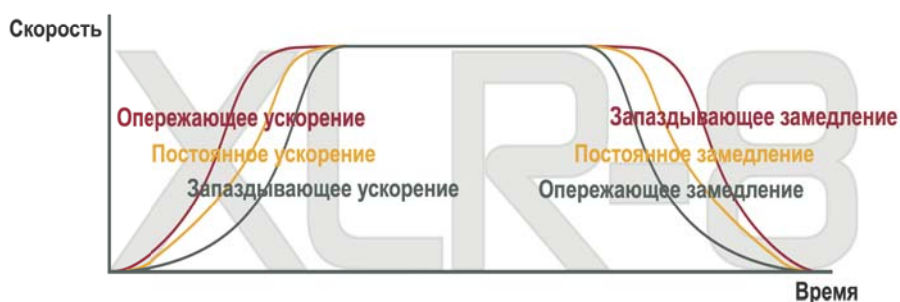 Скорость
XLR-8
Опережающее ускорение
Запаздывающее замедление
Постоянное ускорение
Постоянное замедление
Запаздывающее ускорение
Опережающее замедление
Время